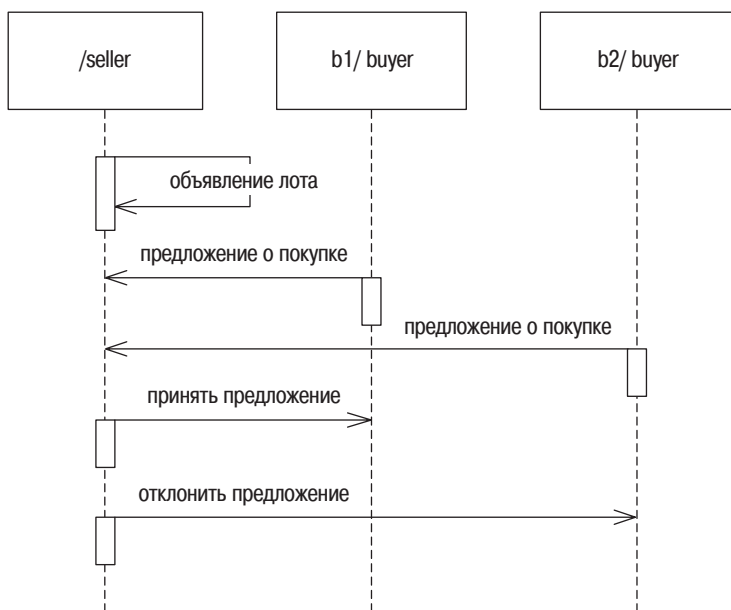 /seller
b1/ buyer
b2/ buyer
объявление лота
предложение о покупке
предложение о покупке
принять предложение
отклонить предложение